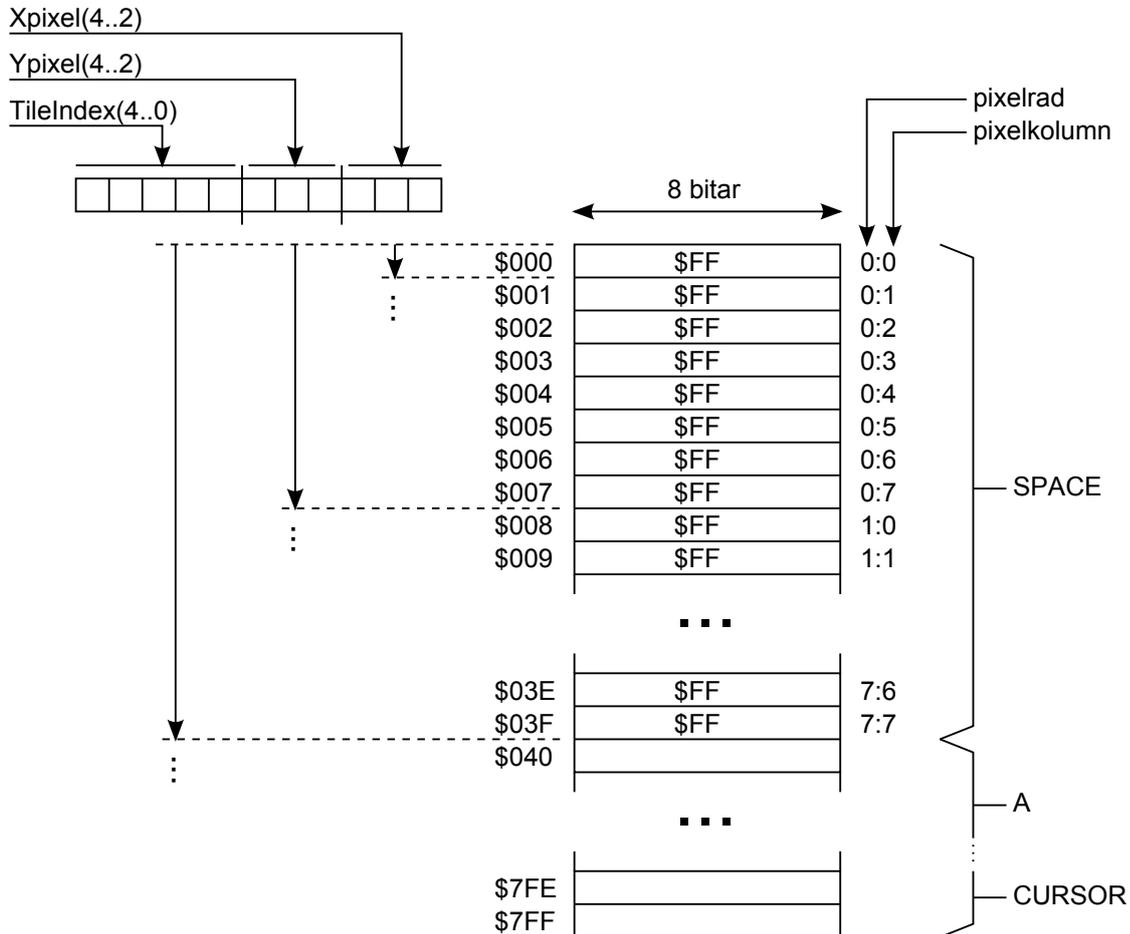 Xpixel(4..2)
Ypixel(4..2)
TileIndex(4..0)
pixelrad
pixelkolumn
8 bitar
$000 $FF 0:0
$001 $FF 0:1
$002 $FF 0:2
$003 $FF 0:3
$004 $FF 0:4
$005 $FF 0:5
$006 $FF 0:6
$007 $FF 0:7
SPACE
$008 $FF 1:0
$009 $FF 1:1
$03E $FF 7:6
$03F $FF 7:7
$040
A
$7FE
CURSOR
$7FF